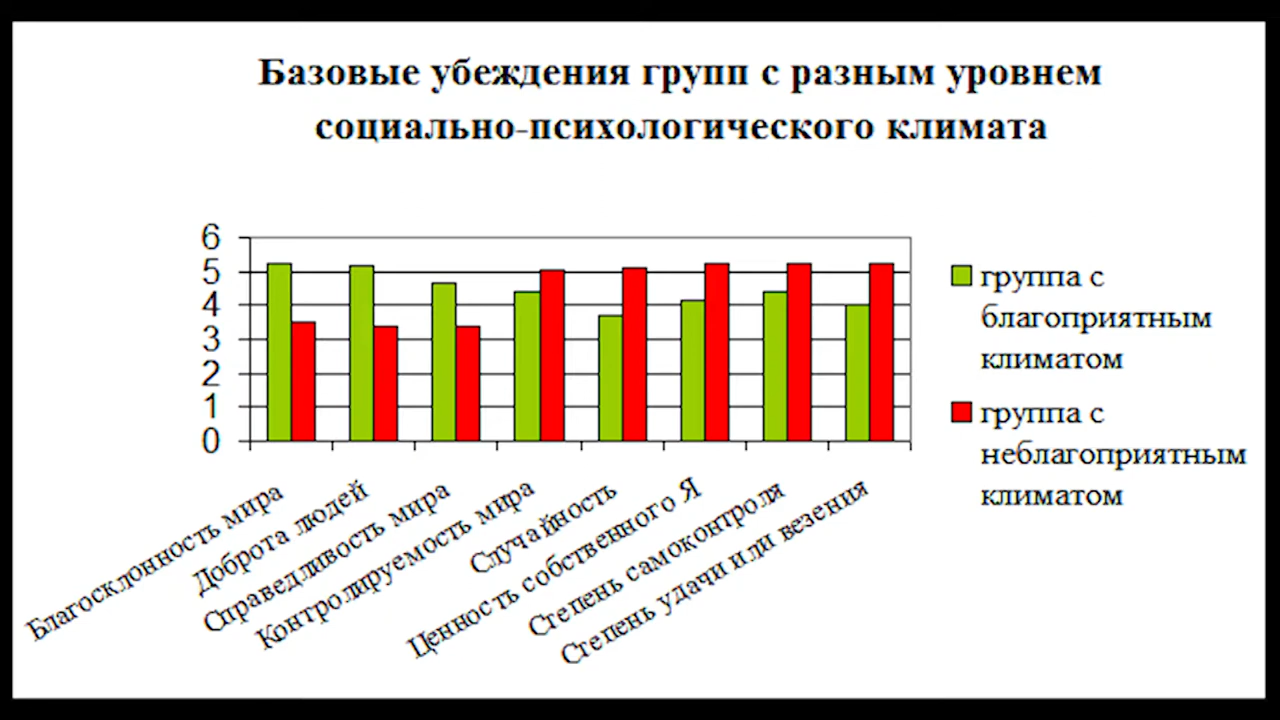 Базовые убеждения групп с разным уровнем
социально-психологического климата
6
5
4
3
2
1
0
Благосклонность мира
Доброта людей
Справедливость мира
Контролируемость мира
Случайность
Ценность собственного Я
Степень самоконтроля
Степень удачи или везения
группа с
благоприятным
климатом
группа с
неблагоприятным
климатом